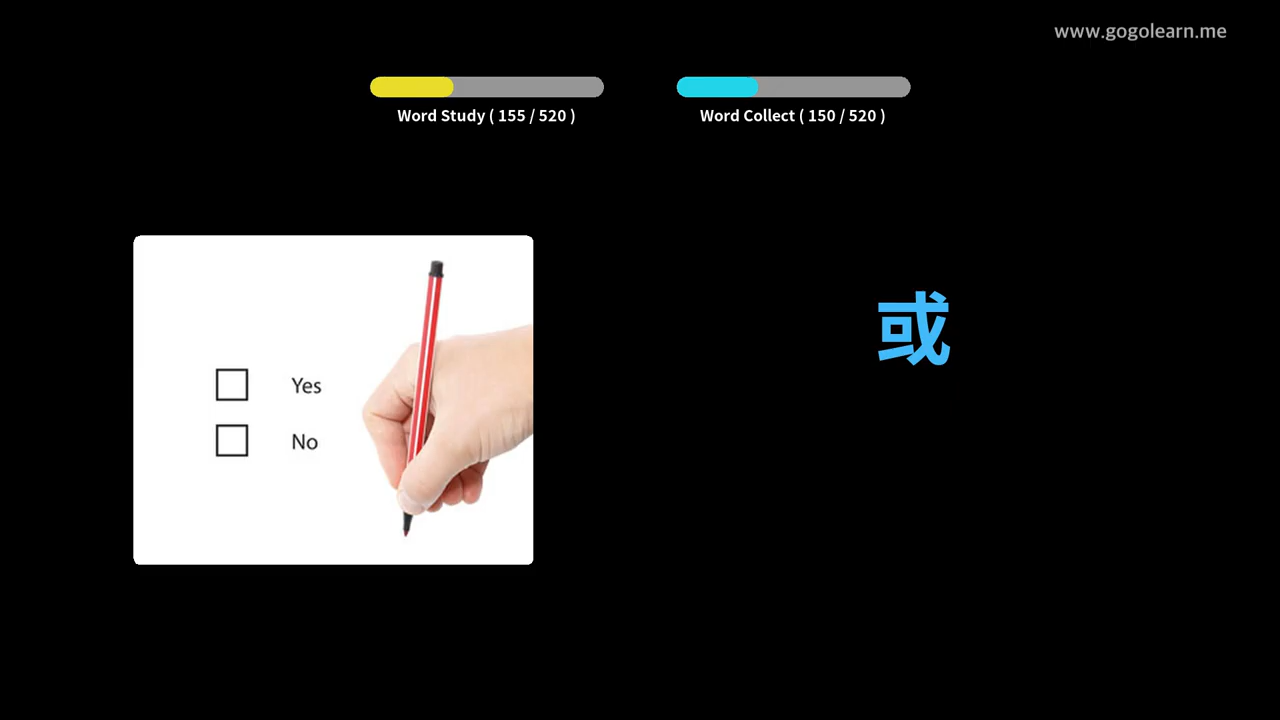 www.gogolearn.me
Word Study ( 155 / 520 )
Word Collect ( 150 / 520 )
Yes
No
或